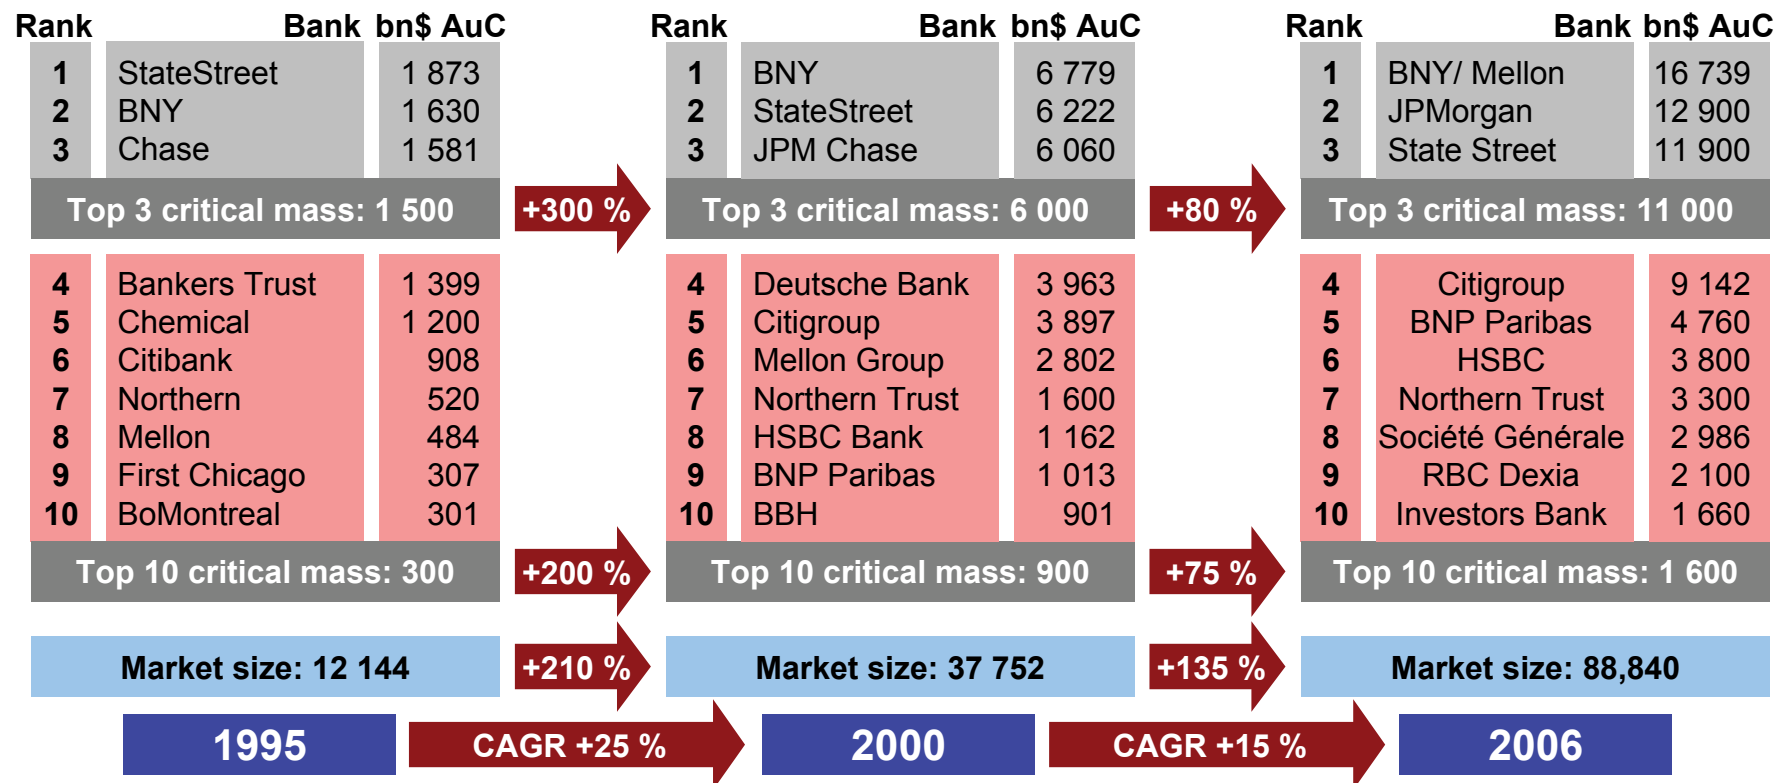 Rank Bank bn$ AuC Rank Bank bn$ AuC Rank Bank bn$ AuC
1 StateStreet 1 873 1 BNY 6 779 1 BNY/ Mellon 16 739
2 BNY 1 630 2 StateStreet 6 222 2 JPMorgan 12 900
3 Chase 1 581 3 JPM Chase 6 060 3 State Street 11 900
Top 3 critical mass: 1 500 +300 % Top 3 critical mass: 6 000 +80 % Top 3 critical mass: 11 000
4 Bankers Trust 1 399 4 Deutsche Bank 3 963 4 Citigroup 9 142
5 Chemical 1 200 5 Citigroup 3 897 5 BNP Paribas 4 760
6 Citibank 908 6 Mellon Group 2 802 6 HSBC 3 800
7 Northern 520 7 Northern Trust 1 600 7 Northern Trust 3 300
8 Mellon 484 8 HSBC Bank 1 162 8 Société Générale 2 986
9 First Chicago 307 9 BNP Paribas 1 013 9 RBC Dexia 2 100
10 BoMontreal 301 10 BBH 901 10 Investors Bank 1 660
Top 10 critical mass: 300 +200 % Top 10 critical mass: 900 +75 % Top 10 critical mass: 1 600
Market size: 12 144 +210 % Market size: 37 752 +135 % Market size: 88,840
1995 CAGR +25 % 2000 CAGR +15 % 2006